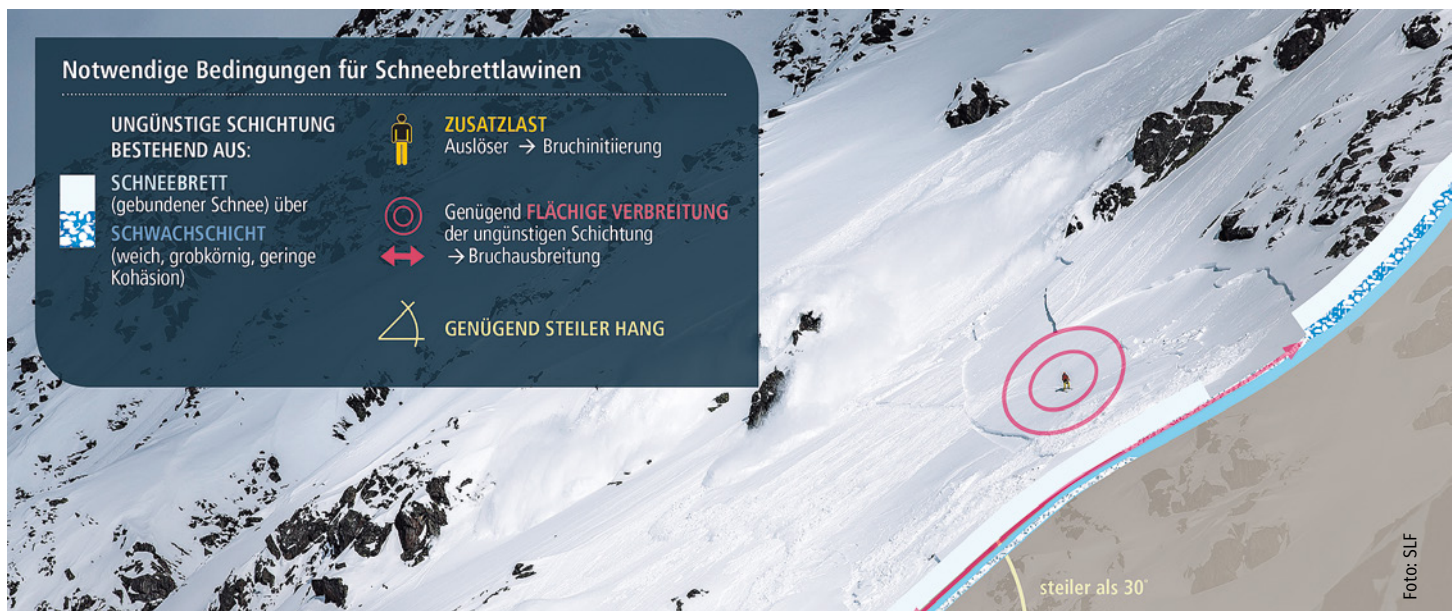 Notwendige Bedingungen für Schneebrettlawinen
UNGÜNSTIGE SCHICHTUNG
BESTEHEND AUS:
SCHNEEBRETT
(gebundener Schnee) über
SCHWACHSCHICHT
(weich, grobkörnig, geringe
Kohäsion)
ZUSATZLAST
Auslöser → Bruchinitiierung
Genügend FLÄCHIGE VERBREITUNG
der ungünstigen Schichtung
→ Bruchausbreitung
GENÜGEND STEILER HANG
steiler als 30°
Foto: SLF